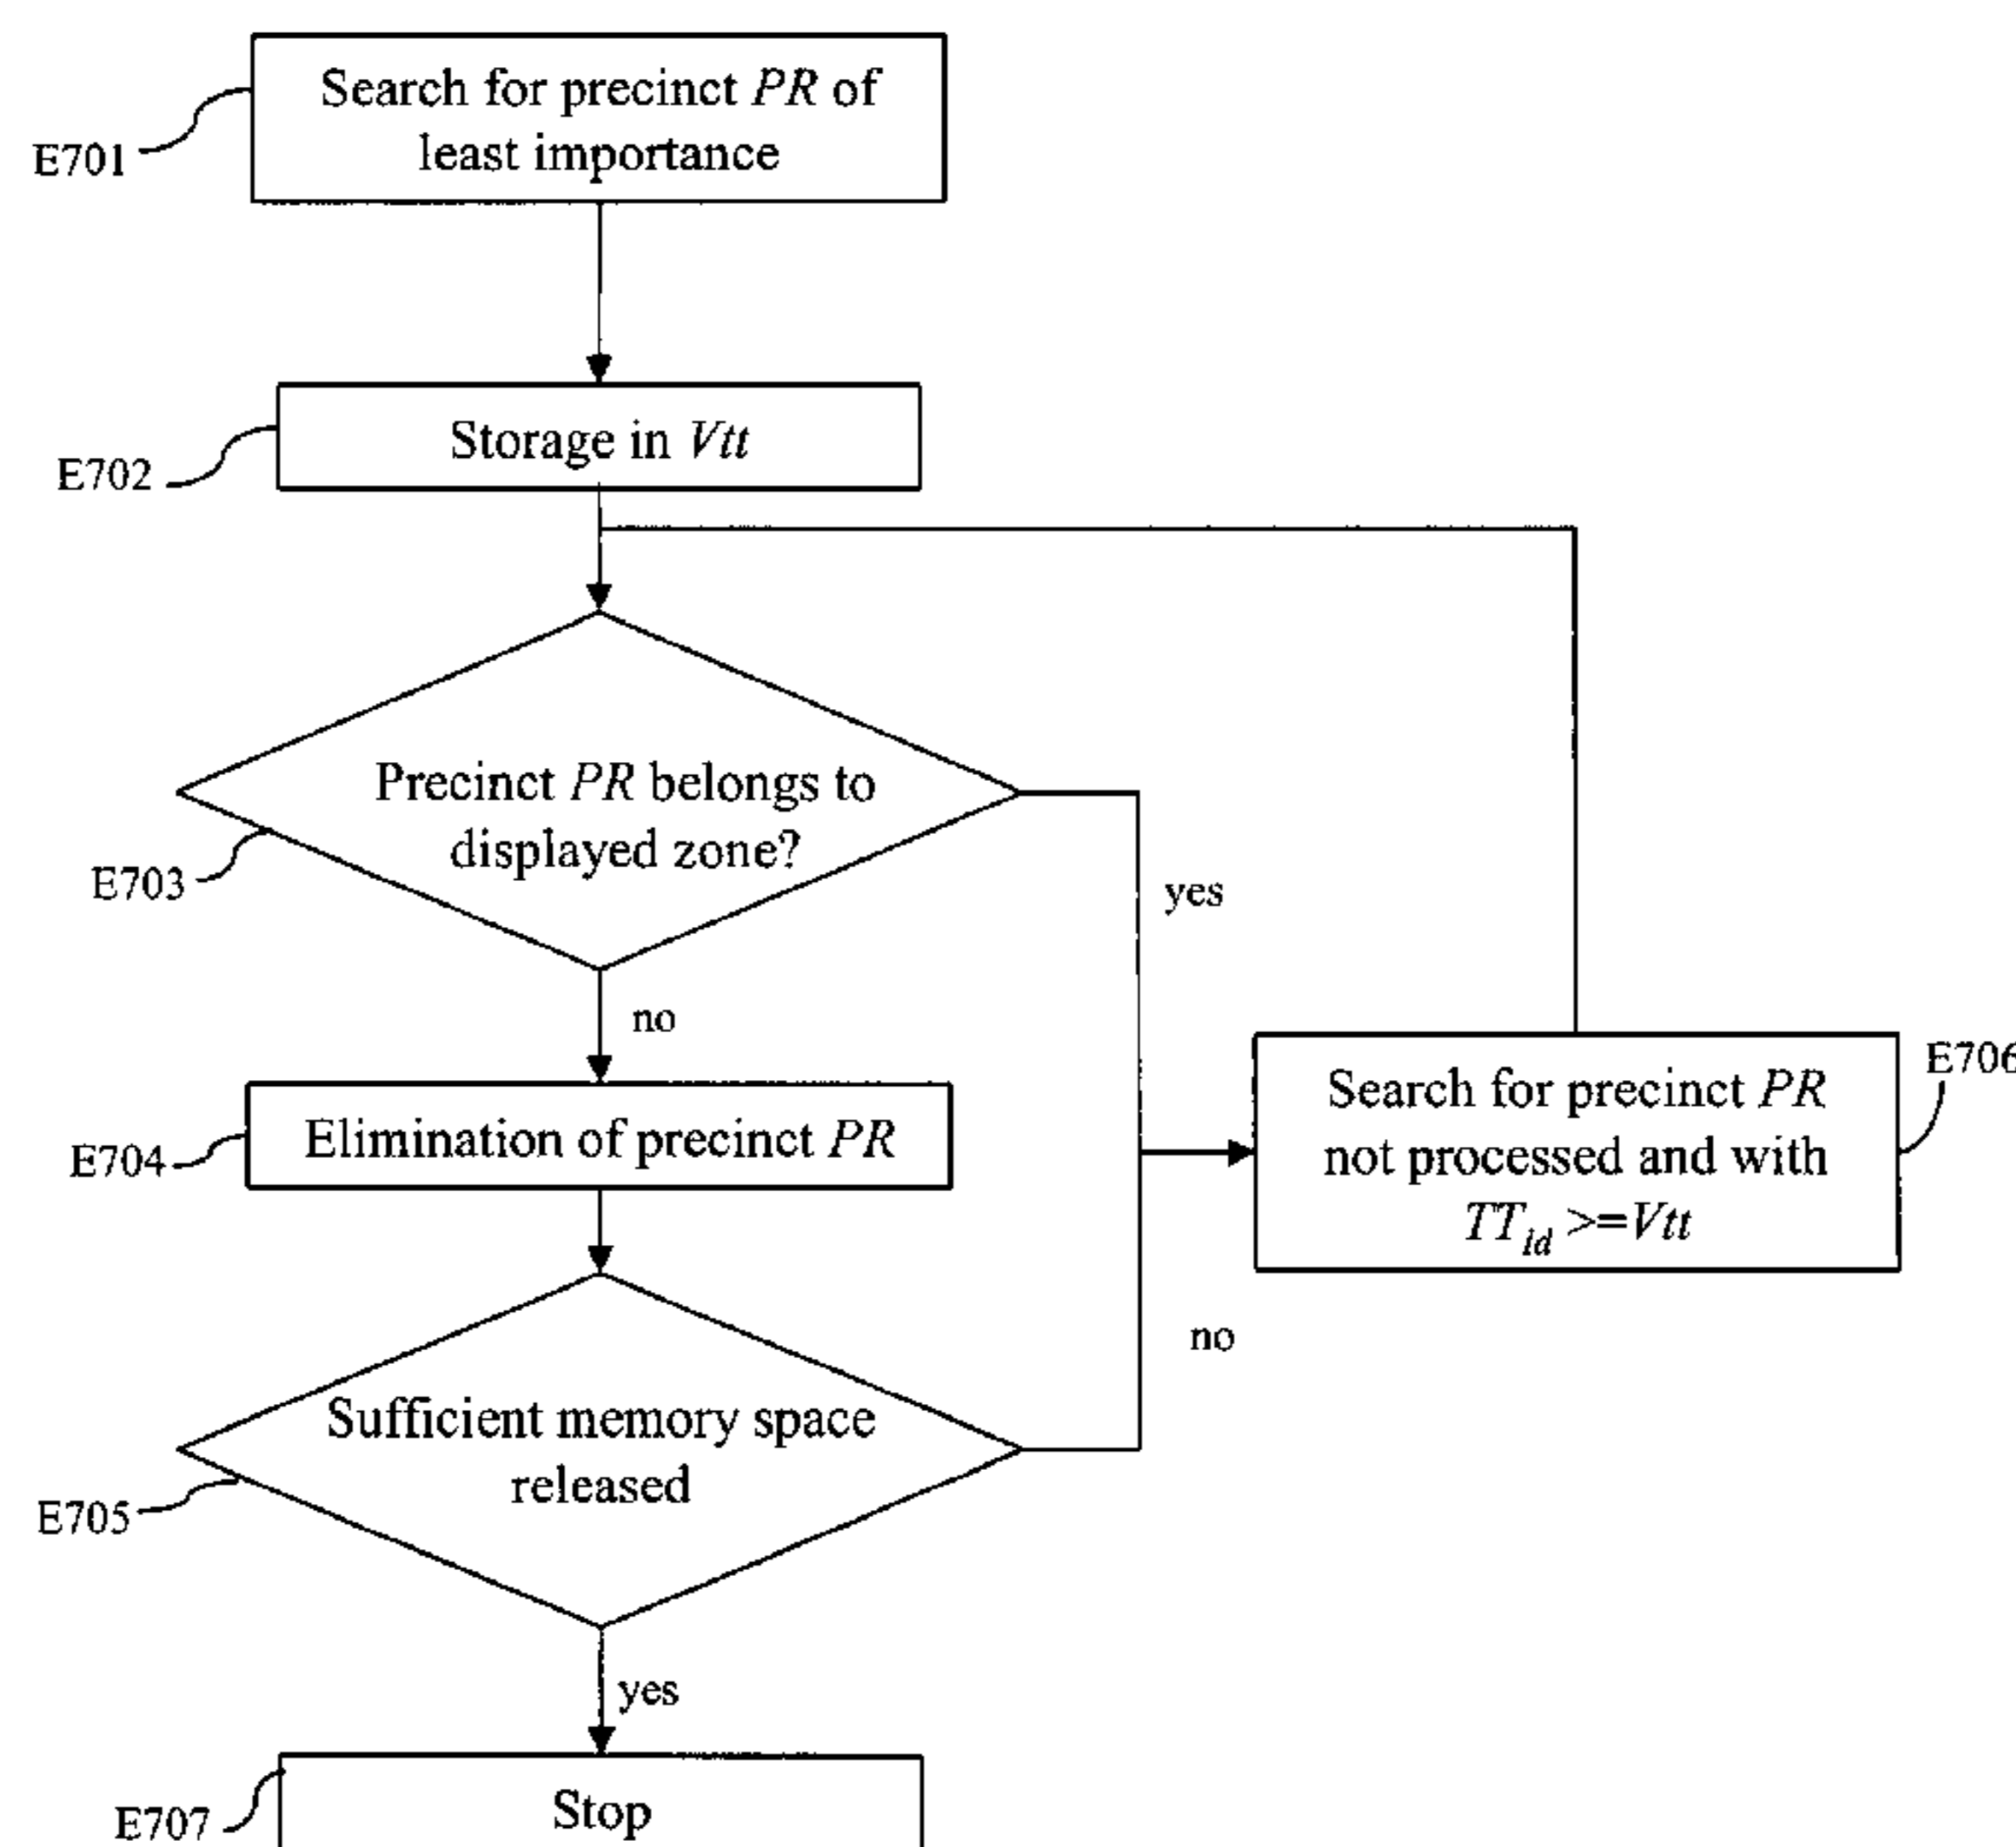 Search for precinct PR of
least importance
E701
Storage in Vtt
E702
Precinct PR belongs to
displayed zone?
E703
yes
no
Elimination of precinct PR
E704
Search for precinct PR
not processed and with
TTld >=Vtt
E706
no
Sufficient memory space
released
E705
yes
Stop
E707